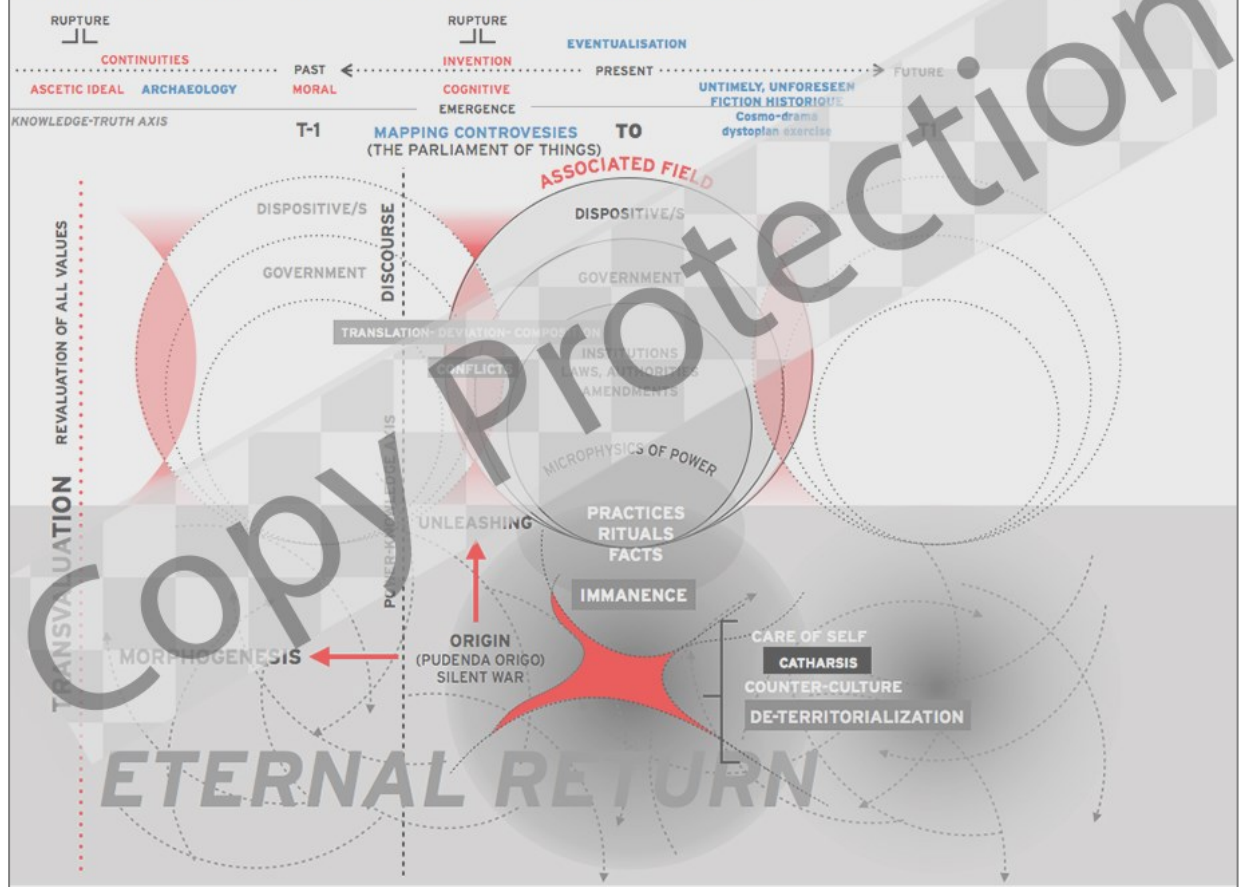 RUPTURE
RUPTURE
EVENTUALISATION
CONTINUITIES
INVENTION
PAST
PRESENT
FUTURE
ASCETIC IDEAL
ARCHAEOLOGY
MORAL
COGNITIVE
UNTIMELY, UNFORESEEN
FICTION HISTORIQUE
Cosmo-drama
dystopian exercise
EMERGENCE
KNOWLEDGE-TRUTH AXIS
T-1
MAPPING CONTROVESIES
(THE PARLIAMENT OF THINGS)
T0
T1
ASSOCIATED FIELD
DISPOSITIVE/S
DISPOSITIVE/S
GOVERNMENT
GOVERNMENT
DISCOURSE
REVALUATION OF ALL VALUES
TRANSLATION- DEVIATION- COMPOSITION
CONFLICTS
INSTITUTIONS
LAWS, AUTHORITIES
AMENDMENTS
MICROPHYSICS OF POWER
POWER-KNOWLEDGE AXIS
TRANSVALUATION
UNLEASHING
PRACTICES
RITUALS
FACTS
IMMANENCE
ORIGIN
(PUDENDA ORIGO)
SILENT WAR
MORPHOGENESIS
CARE OF SELF
CATHARSIS
COUNTER-CULTURE
DE-TERRITORIALIZATION
ETERNAL RETURN
Copy Protection